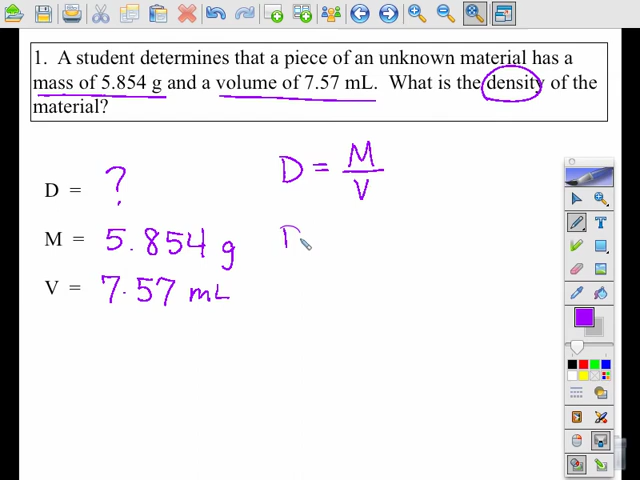 1. A student determines that a piece of an unknown material has a
mass of 5.854 g and a volume of 7.57 mL. What is the density of the
material?
D = ?
D = M
V
M = 5.854 g
D
V = 7.57 mL
T